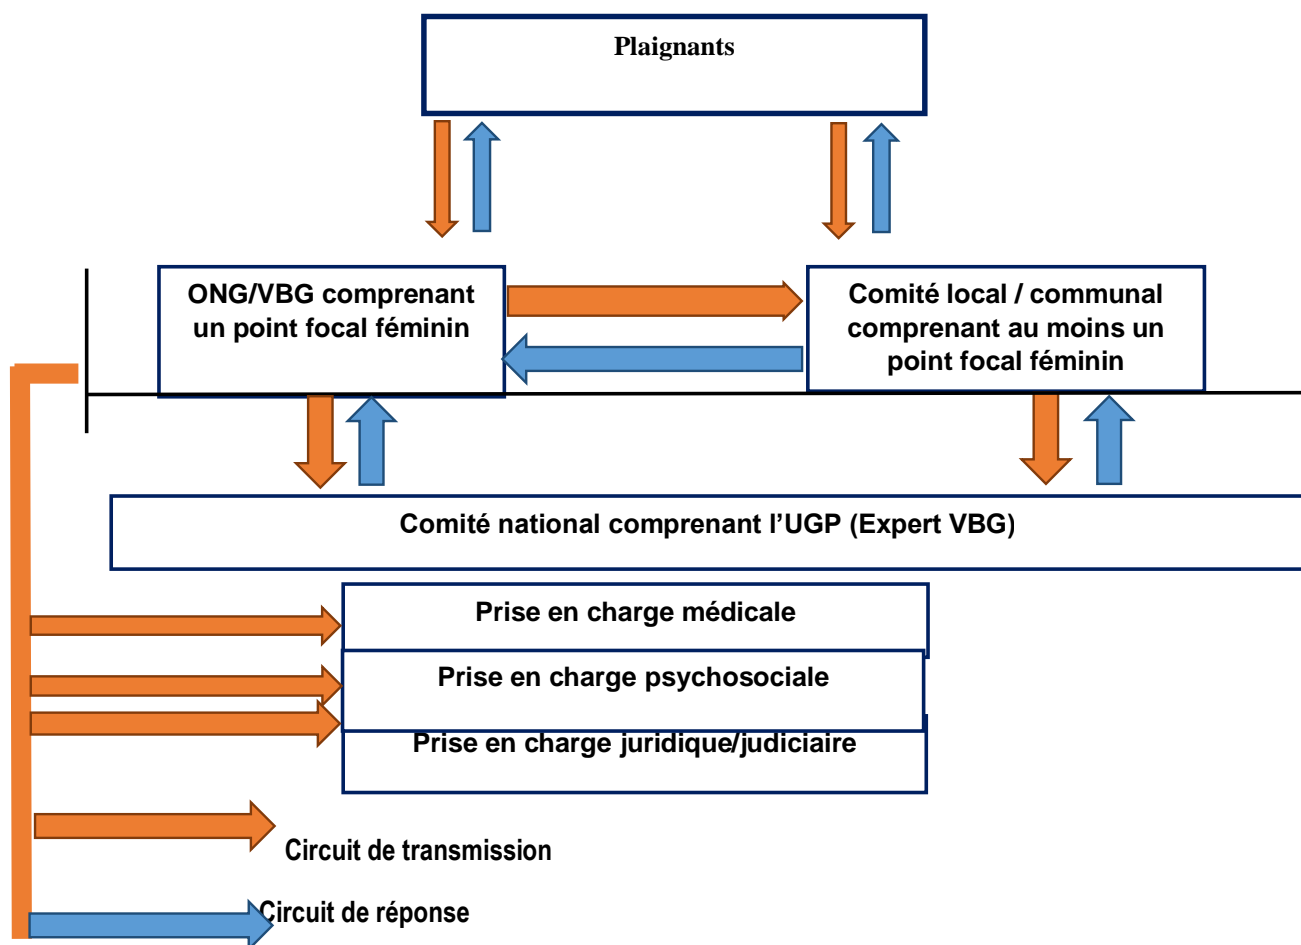 Plaignants
ONG/VBG comprenant
un point focal féminin
Comité local / communal
comprenant au moins un
point focal féminin
Comité national comprenant l’UGP (Expert VBG)
Prise en charge médicale
Prise en charge psychosociale
Prise en charge juridique/judiciaire
Circuit de transmission
Circuit de réponse